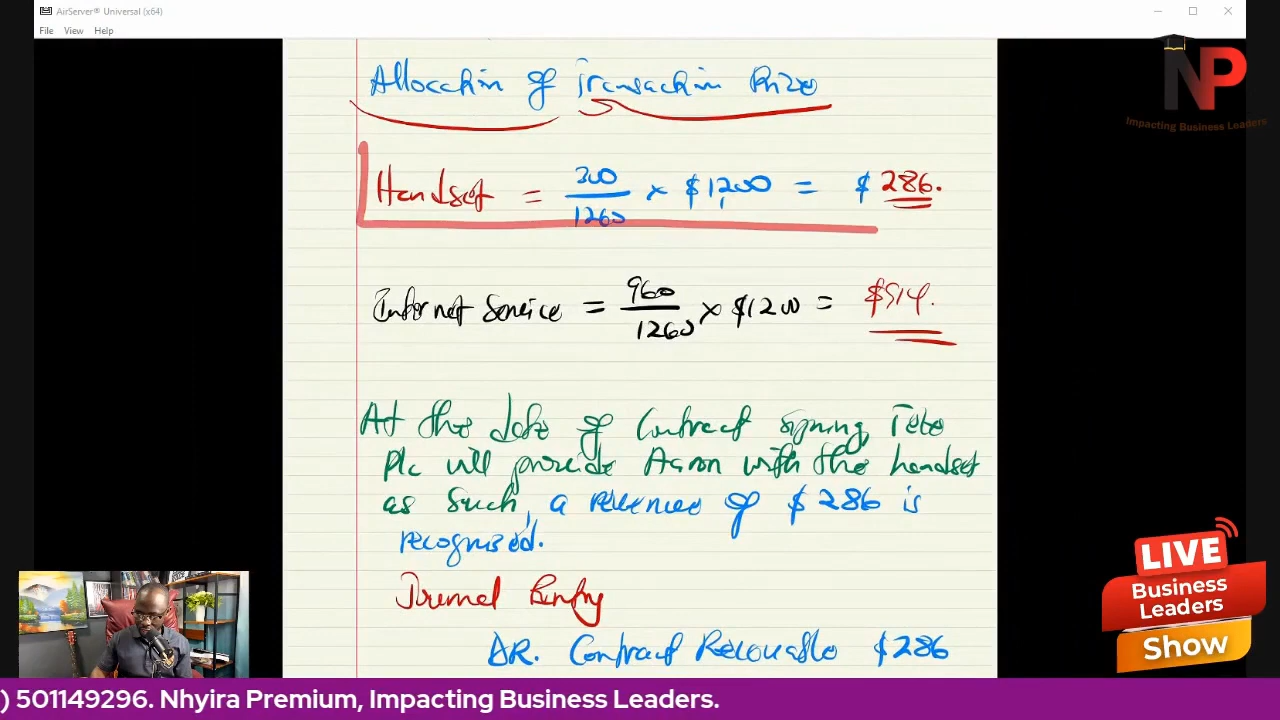 AirServer® Universal (x64)
File View Help
NP
Impacting Business Leaders
Allocation of Transaction Price
Handset = 300/1260 x $1200 = $286.
Internet Service = 960/1260 x $1200 = $914.
At the date of Contract signing, Tele
Plc will provide Aaron with the handset
as such, a revenue of $286 is
recognised.
Journal Entry
DR. Contract Receivable $286
LIVE
Business
Leaders
Show
) 501149296. Nhyira Premium, Impacting Business Leaders.